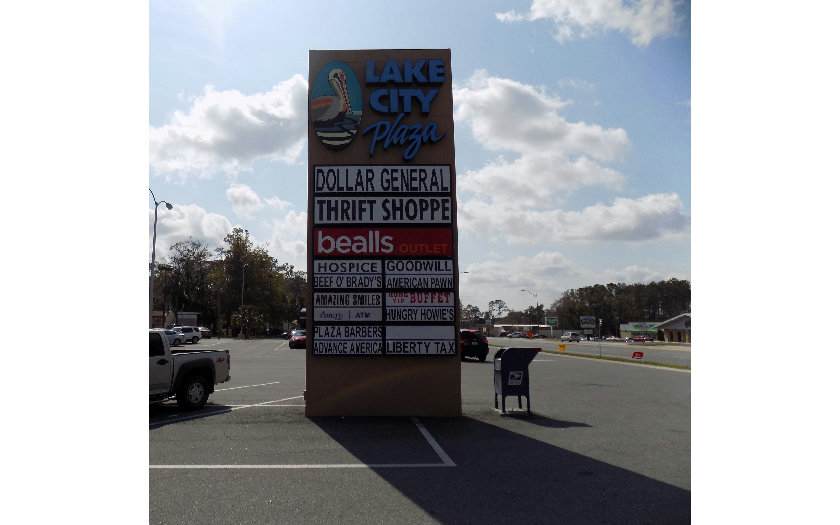 LAKE
CITY
Plaza
DOLLAR GENERAL
THRIFT SHOPPE
bealls OUTLET
HOSPICE GOODWILL
BEEF O' BRADY'S AMERICAN PAWN
AMAZING SMILES
VIP BUFFET
ATM HUNGRY HOWIE'S
PLAZA BARBERS
ADVANCE AMERICA LIBERTY TAX